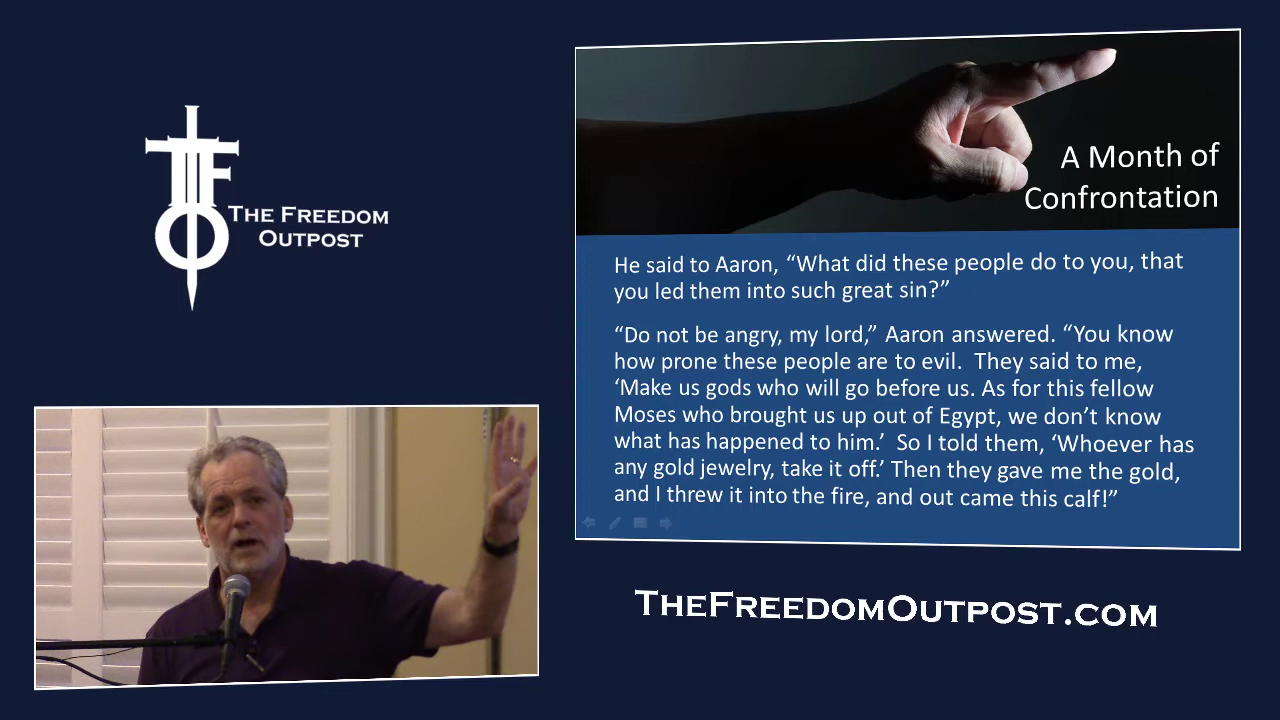 THE FREEDOM
OUTPOST
A Month of
Confrontation
He said to Aaron, “What did these people do to you, that
you led them into such great sin?”
“Do not be angry, my lord,” Aaron answered. “You know
how prone these people are to evil.  They said to me,
‘Make us gods who will go before us. As for this fellow
Moses who brought us up out of Egypt, we don’t know
what has happened to him.’  So I told them, ‘Whoever has
any gold jewelry, take it off.’ Then they gave me the gold,
and I threw it into the fire, and out came this calf!”
THEFREEDOMOUTPOST.COM